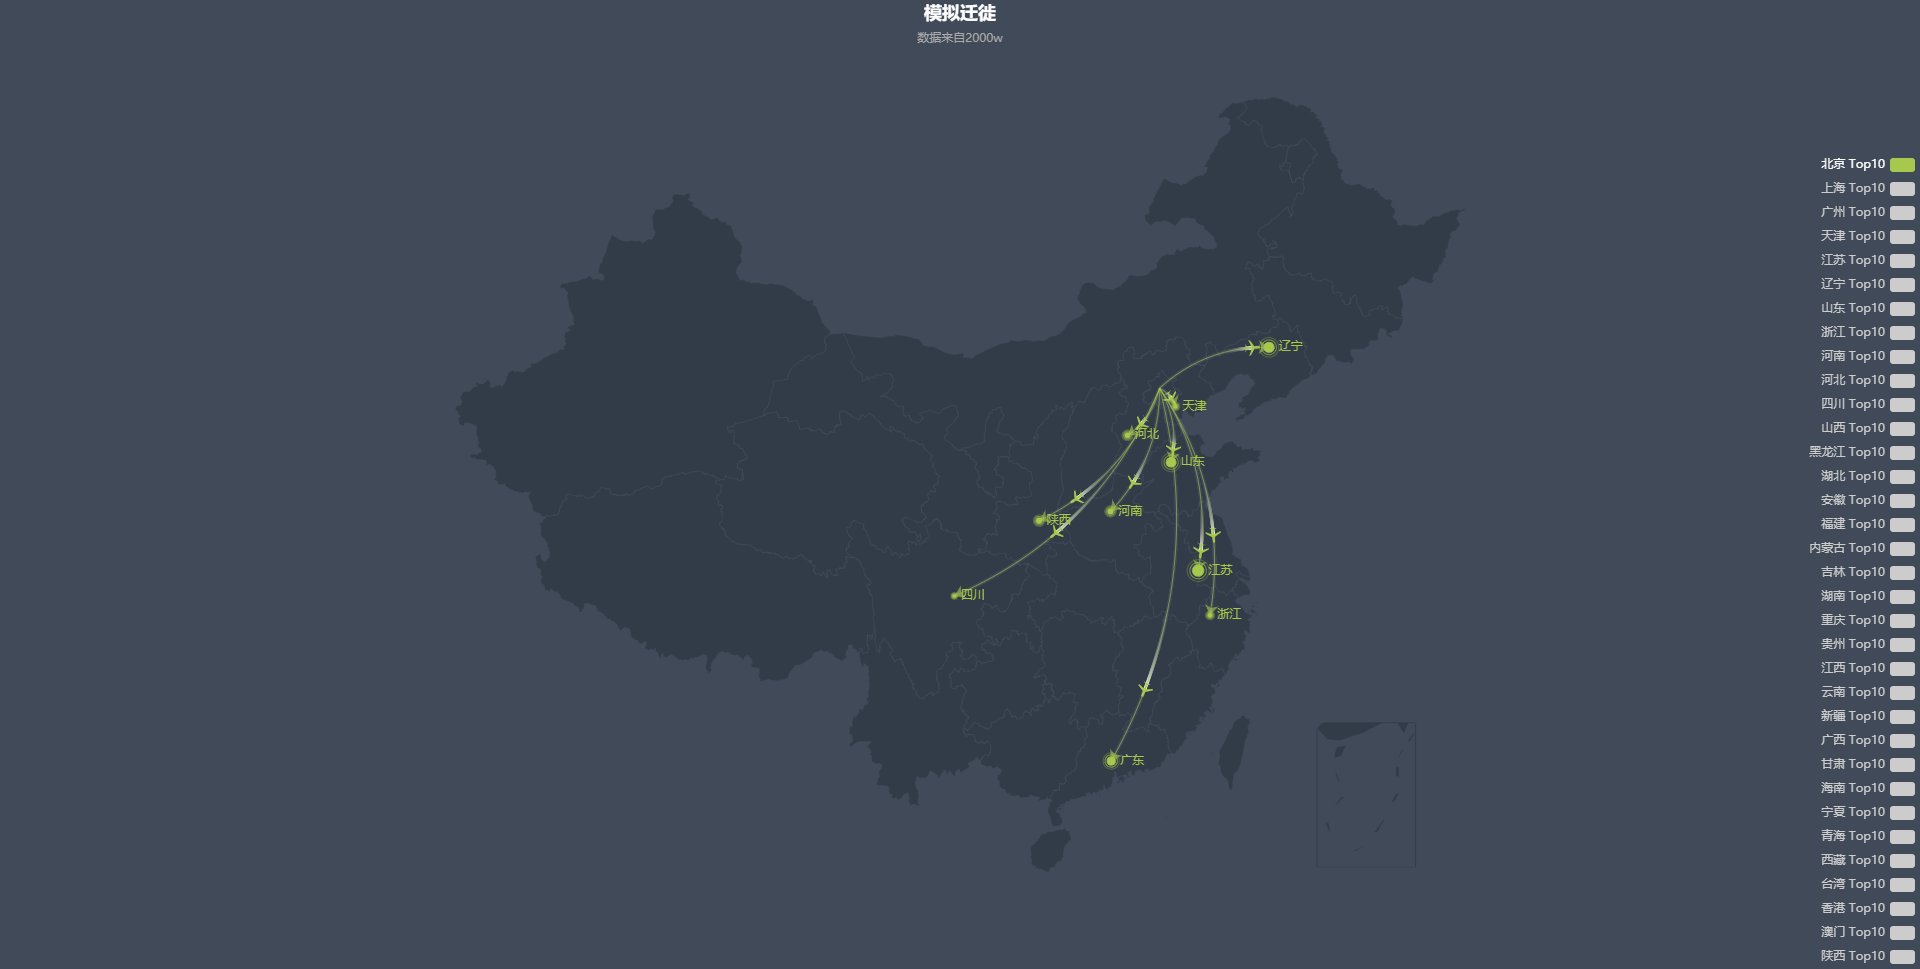 模拟迁徙
数据来自2000w
辽宁
天津
河北
山东
陕西
河南
江苏
四川
浙江
广东
北京 Top10
上海 Top10
广州 Top10
天津 Top10
江苏 Top10
辽宁 Top10
山东 Top10
浙江 Top10
河南 Top10
河北 Top10
四川 Top10
山西 Top10
黑龙江 Top10
湖北 Top10
安徽 Top10
福建 Top10
内蒙古 Top10
吉林 Top10
湖南 Top10
重庆 Top10
贵州 Top10
江西 Top10
云南 Top10
新疆 Top10
广西 Top10
甘肃 Top10
海南 Top10
宁夏 Top10
青海 Top10
西藏 Top10
台湾 Top10
香港 Top10
澳门 Top10
陕西 Top10